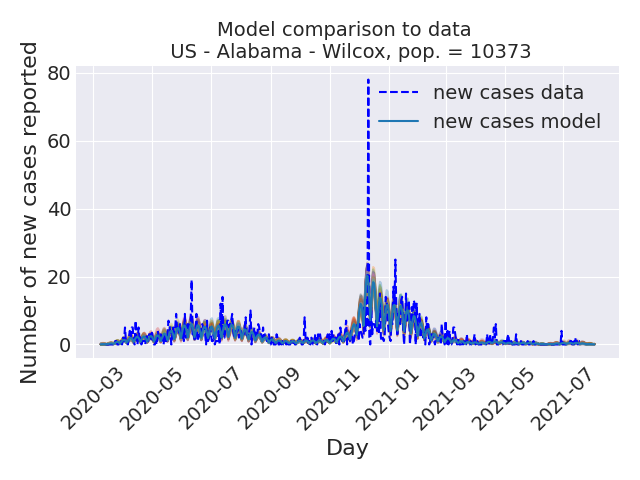 Model comparison to data
US - Alabama - Wilcox, pop. = 10373
Number of new cases reported
80
60
40
20
0
new cases data
new cases model
2020-03
2020-05
2020-07
2020-09
2020-11
2021-01
2021-03
2021-05
2021-07
Day